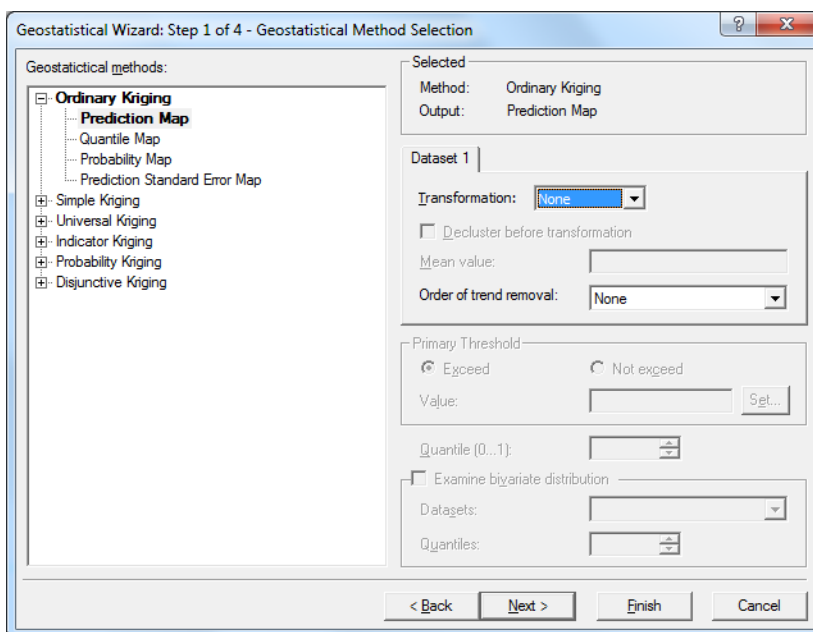 Geostatistical Wizard: Step 1 of 4 - Geostatistical Method Selection
Geostatictical methods:
Ordinary Kriging
Prediction Map
Quantile Map
Probability Map
Prediction Standard Error Map
Simple Kriging
Universal Kriging
Indicator Kriging
Probability Kriging
Disjunctive Kriging
Selected
Method: Ordinary Kriging
Output: Prediction Map
Dataset 1
Transformation: None
Decluster before transformation
Mean value:
Order of trend removal: None
Primary Threshold
Exceed Not exceed
Value: Set...
Quantile (0...1):
Examine bivariate distribution
Datasets:
Quantiles:
< Back Next > Finish Cancel